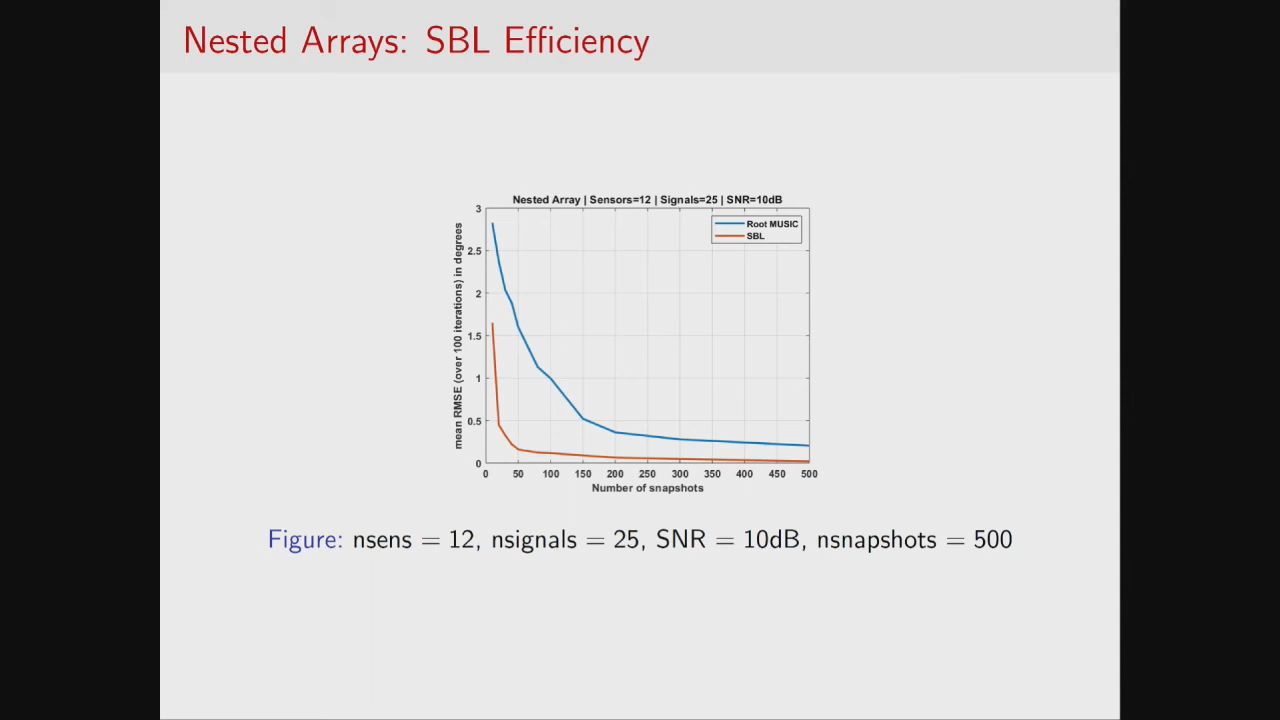 Nested Arrays: SBL Efficiency
Nested Array | Sensors=12 | Signals=25 | SNR=10dB
Root MUSIC
SBL
mean RMSE (over 100 iterations) in degrees
3
2.5
2
1.5
1
0.5
0
0 50 100 150 200 250 300 350 400 450 500
Number of snapshots
Figure: nsens = 12, nsignals = 25, SNR = 10dB, nsnapshots = 500